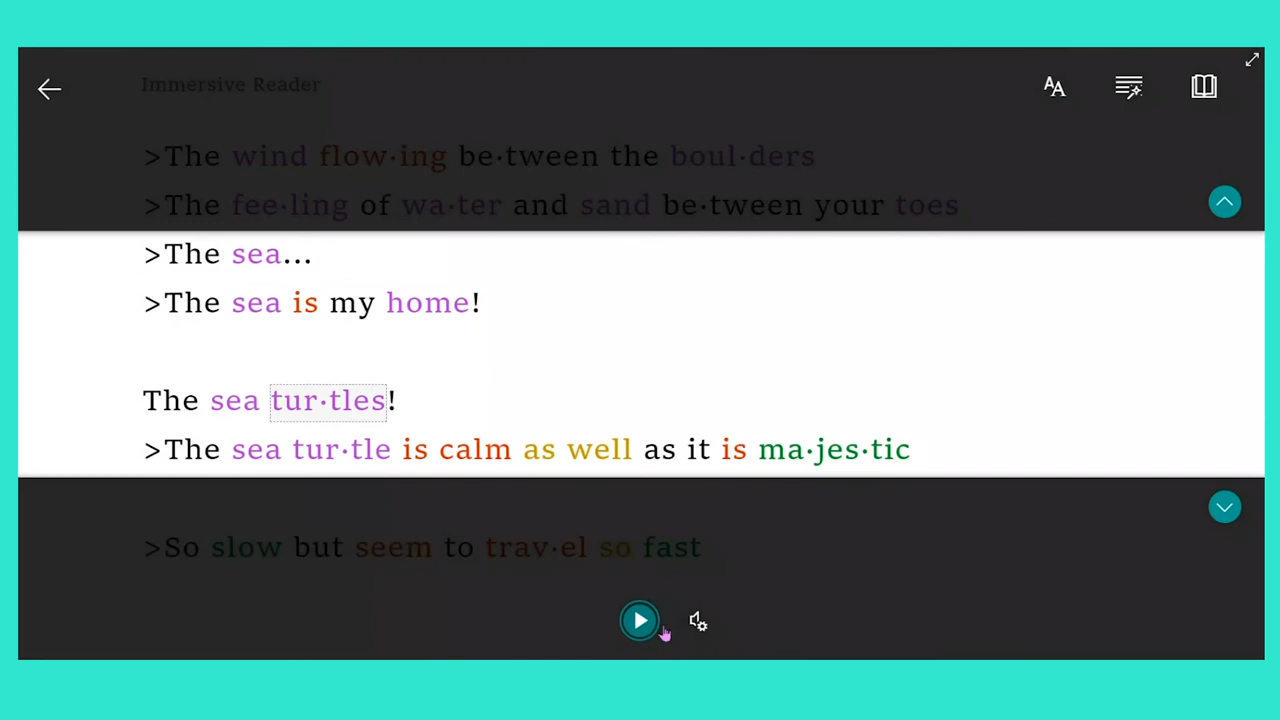 Immersive Reader
>The wind flow·ing be·tween the boul·ders
>The fee·ling of wa·ter and sand be·tween your toes
>The sea...
>The sea is my home!
The sea tur·tles!
>The sea tur·tle is calm as well as it is ma·jes·tic
>So slow but seem to trav·el so fast